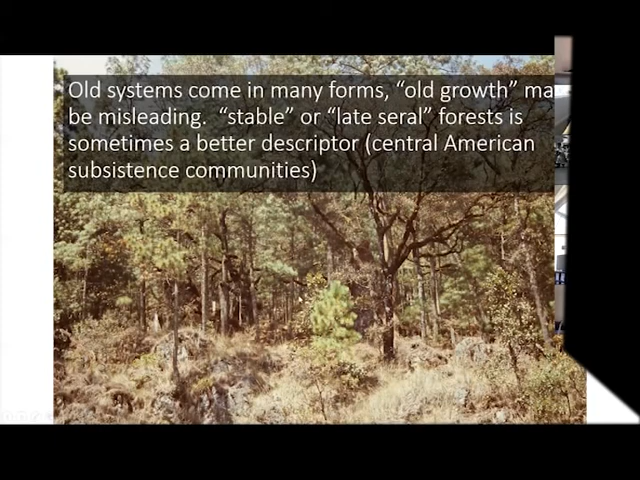 Old systems come in many forms, “old growth” ma
be misleading.  “stable” or “late seral” forests is
sometimes a better descriptor (central American
subsistence communities)